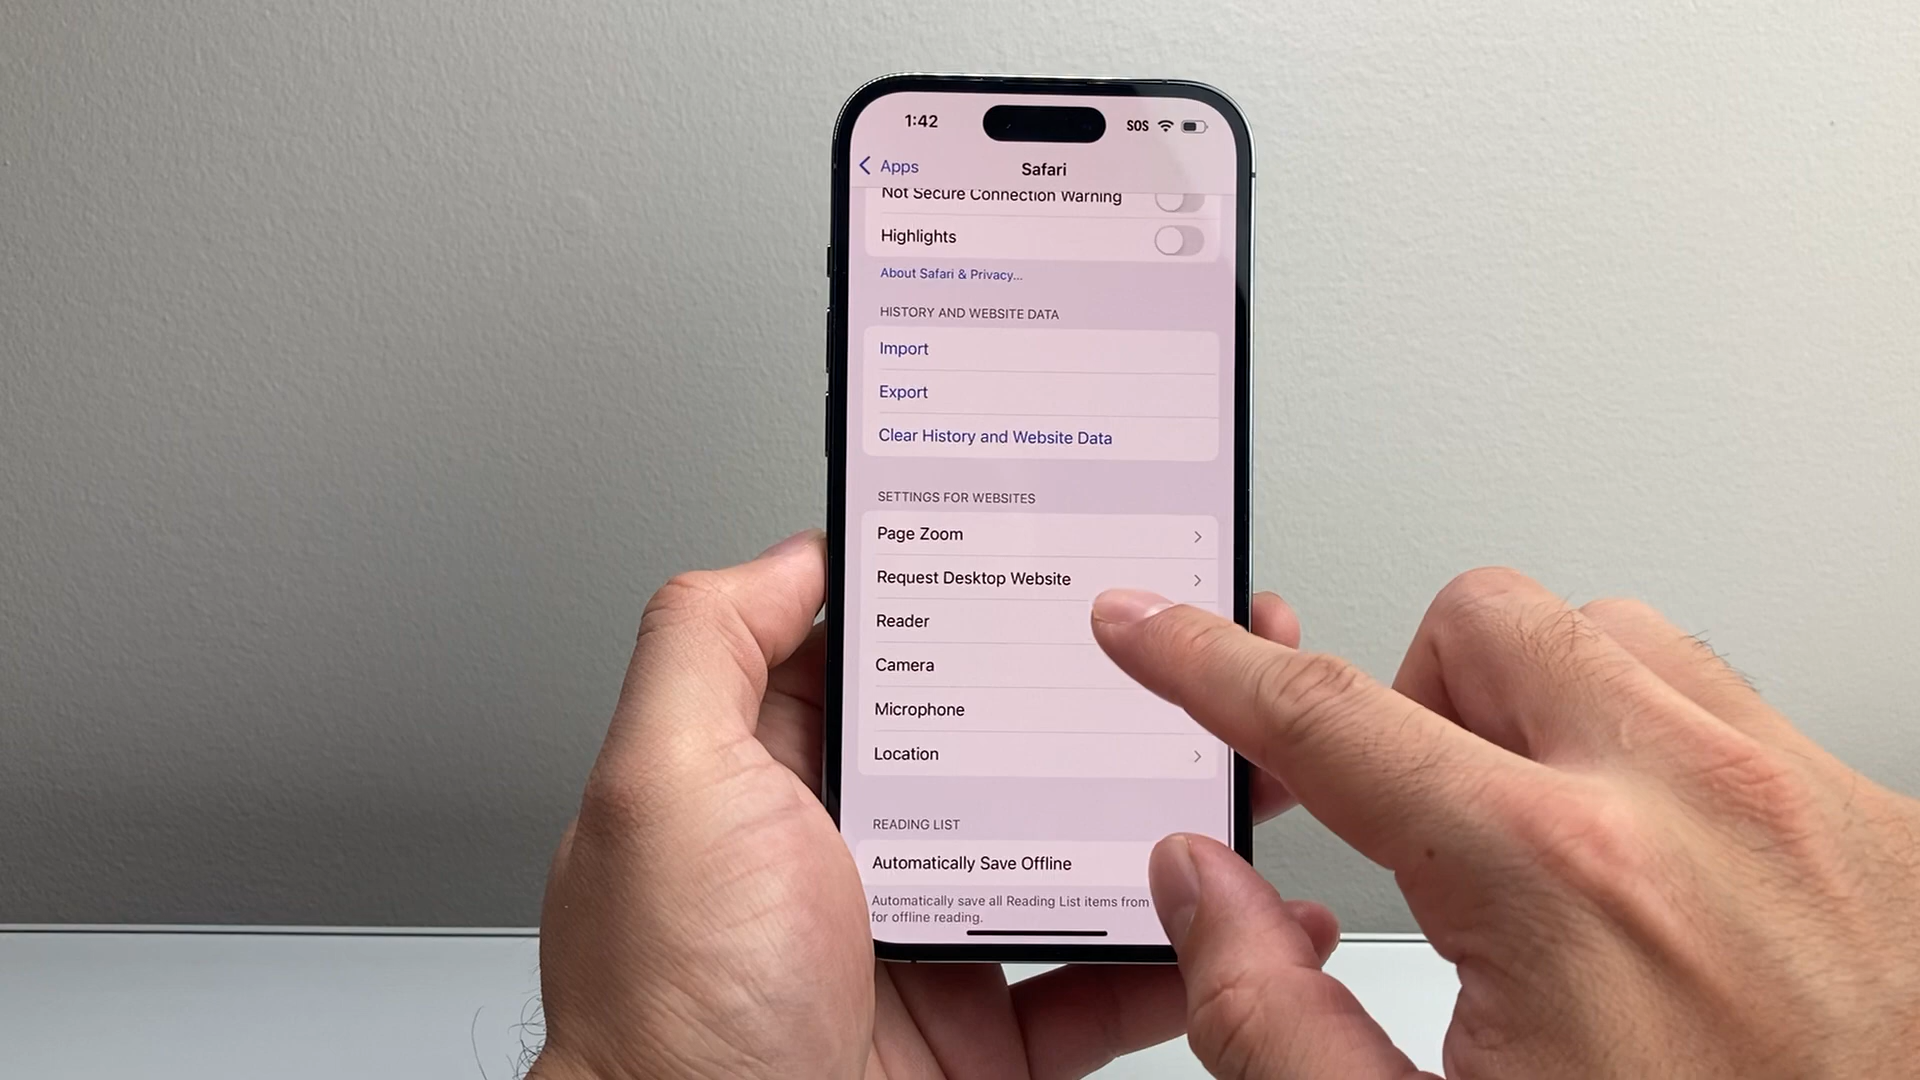 1:42
SOS
Apps
Safari
Not Secure Connection Warning
Highlights
About Safari & Privacy...
HISTORY AND WEBSITE DATA
Import
Export
Clear History and Website Data
SETTINGS FOR WEBSITES
Page Zoom
Request Desktop Website
Reader
Camera
Microphone
Location
READING LIST
Automatically Save Offline
Automatically save all Reading List items from
for offline reading.